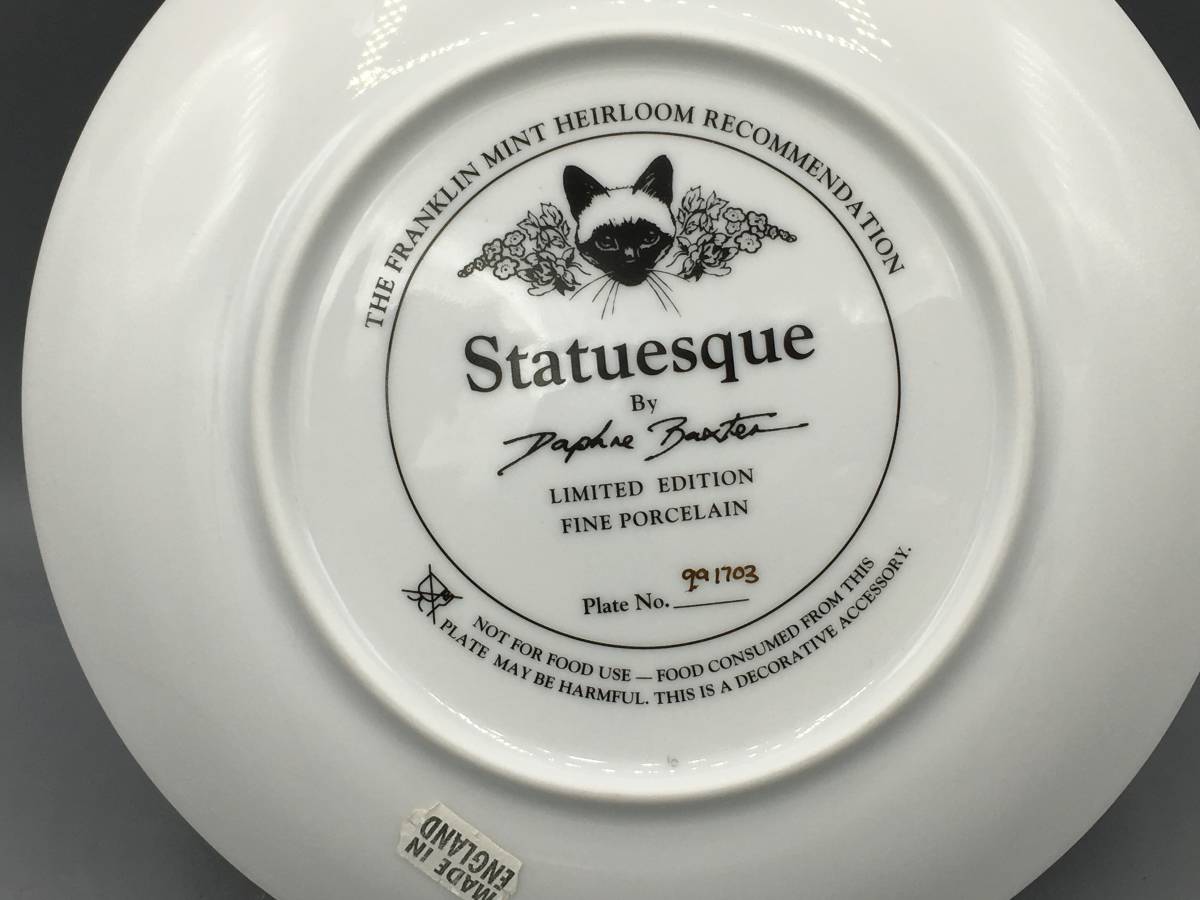 THE FRANKLIN MINT HEIRLOOM RECOMMENDATION
Statuesque
By
Daphne Baxter
LIMITED EDITION
FINE PORCELAIN
Plate No. qa1703
NOT FOR FOOD USE — FOOD CONSUMED FROM THIS
PLATE MAY BE HARMFUL. THIS IS A DECORATIVE ACCESSORY.
MADE IN
ENGLAND